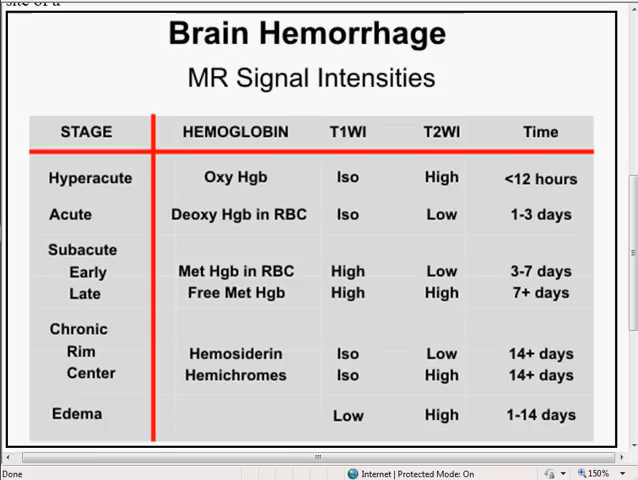 site of a
Brain Hemorrhage
MR Signal Intensities
STAGE HEMOGLOBIN T1WI T2WI Time
Hyperacute Oxy Hgb Iso High <12 hours
Acute Deoxy Hgb in RBC Iso Low 1-3 days
Subacute
Early Met Hgb in RBC High Low 3-7 days
Late Free Met Hgb High High 7+ days
Chronic
Rim Hemosiderin Iso Low 14+ days
Center Hemichromes Iso High 14+ days
Edema Low High 1-14 days
Done Internet | Protected Mode: On 150%